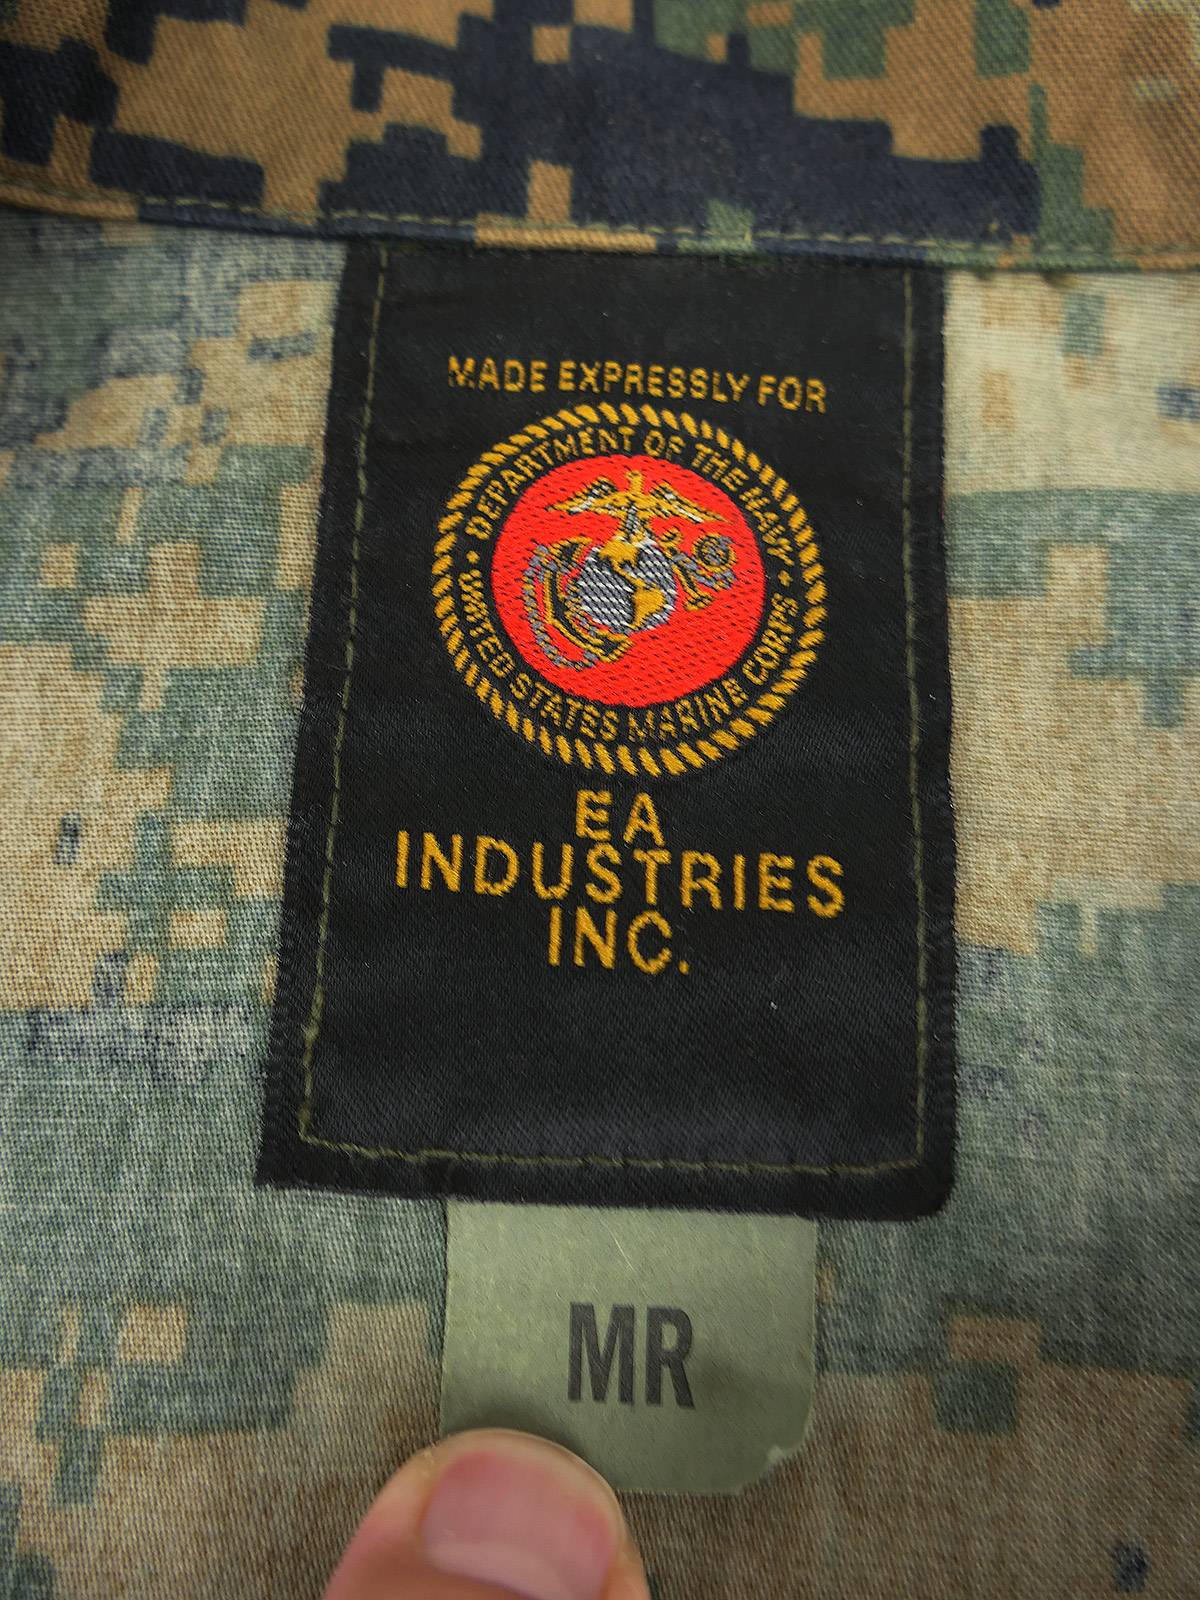 MADE EXPRESSLY FOR
DEPARTMENT OF THE NAVY
• UNITED STATES MARINE CORPS •
EA
INDUSTRIES
INC.
MR